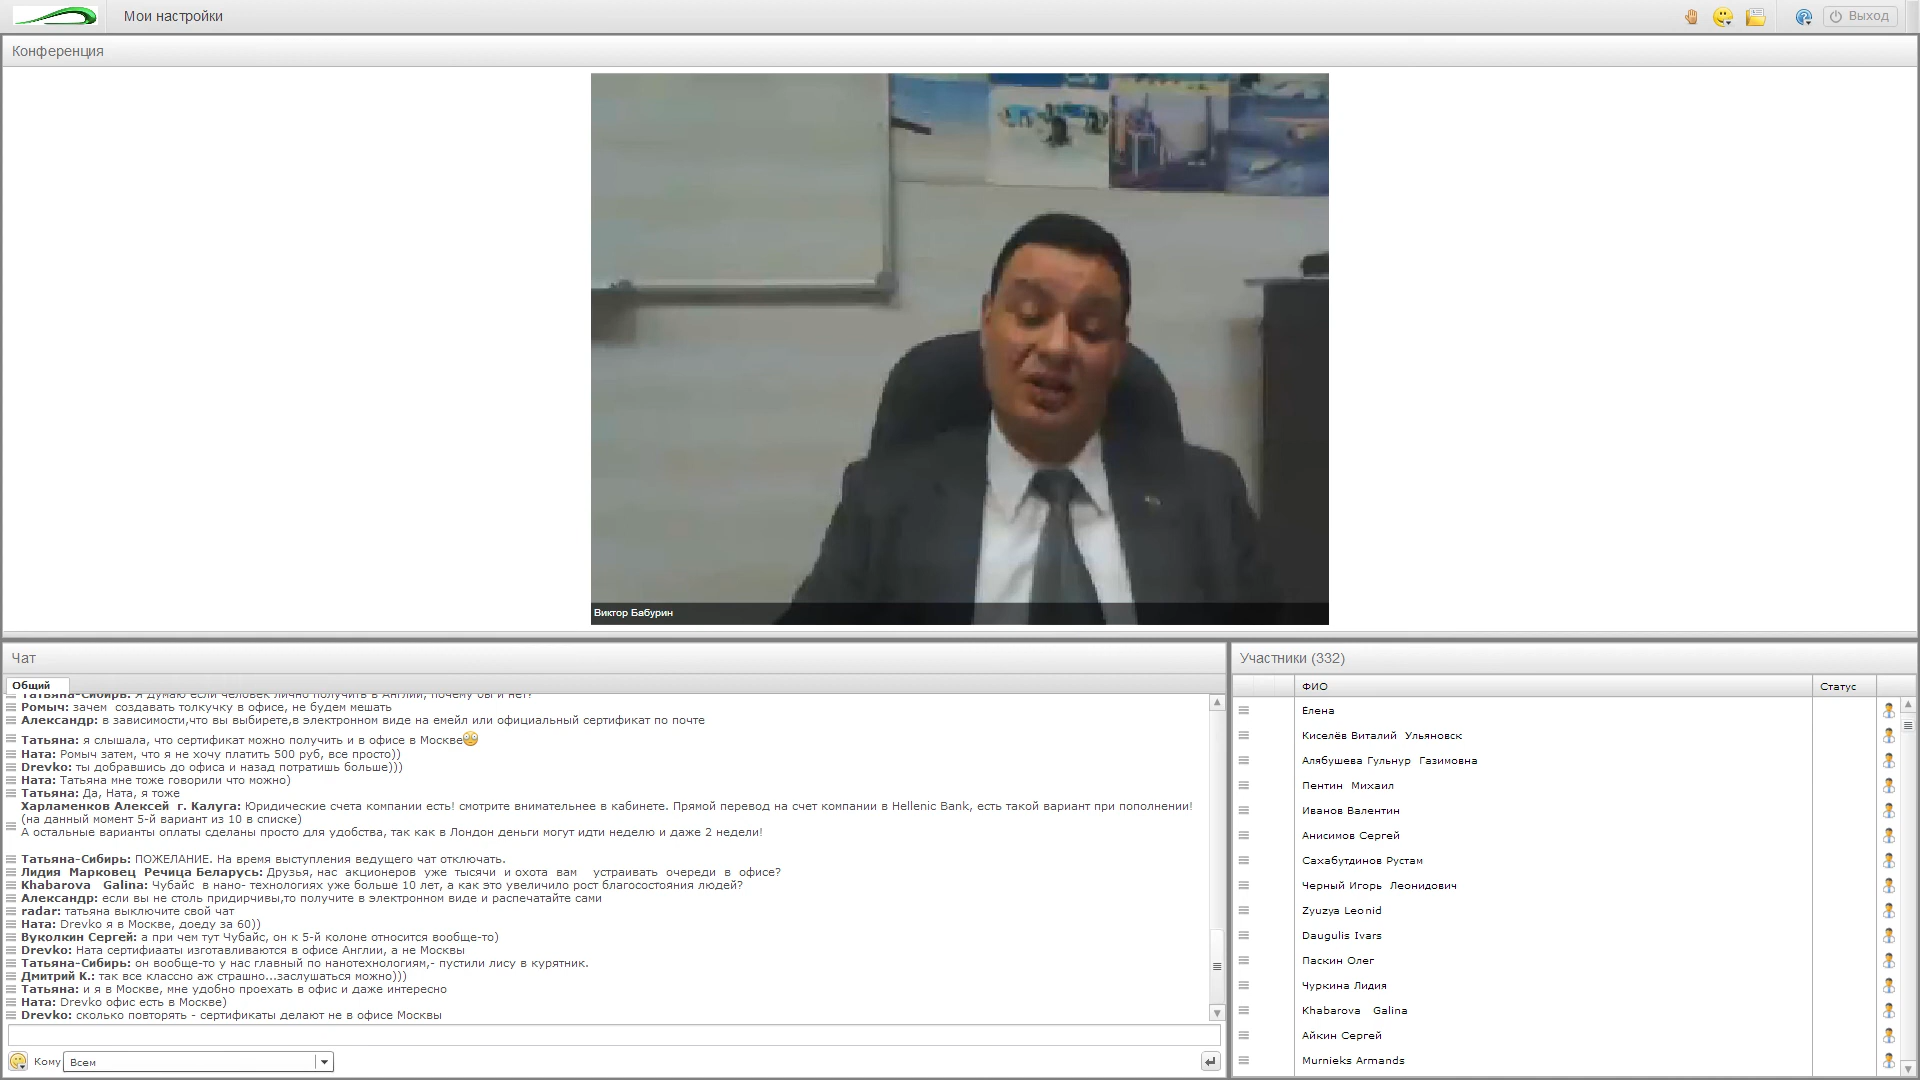 Мои настройки
Выход
Конференция
Виктор Бабурин
Чат
Общий
Татьяна-Сибирь: Я думаю если человек лично получить в Англии, почему бы и нет?
Ромыч: зачем создавать толкучку в офисе, не будем мешать
Александр: в зависимости,что вы выбирете,в электронном виде на емейл или официальный сертификат по почте
Татьяна: я слышала, что сертификат можно получить и в офисе в Москве
Ната: Ромыч затем, что я не хочу платить 500 руб, все просто))
Drevko: ты добравшись до офиса и назад потратишь больше)))
Ната: Татьяна мне тоже говорили что можно)
Татьяна: Да, Ната, я тоже
Харламенков Алексей г. Калуга: Юридические счета компании есть! смотрите внимательнее в кабинете. Прямой перевод на счет компании в Hellenic Bank, есть такой вариант при пополнении!
(на данный момент 5-й вариант из 10 в списке)
А остальные варианты оплаты сделаны просто для удобства, так как в Лондон деньги могут идти неделю и даже 2 недели!
Татьяна-Сибирь: ПОЖЕЛАНИЕ. На время выступления ведущего чат отключать.
Лидия Марковец Речица Беларусь: Друзья, нас акционеров уже тысячи и охота вам устраивать очереди в офисе?
Khabarova Galina: Чубайс в нано- технологиях уже больше 10 лет, а как это увеличило рост благосостояния людей?
Александр: если вы не столь придирчивы,то получите в электронном виде и распечатайте сами
radar: татьяна выключите свой чат
Ната: Drevko я в Москве, доеду за 60))
Вуколкин Сергей: а при чем тут Чубайс, он к 5-й колоне относится вообще-то)
Drevko: Ната сертифиааты изготавливаются в офисе Англии, а не Москвы
Татьяна-Сибирь: он вообще-то у нас главный по нанотехнологиям,- пустили лису в курятник.
Дмитрий К.: так все классно аж страшно...заслушаться можно)))
Татьяна: и я в Москве, мне удобно проехать в офис и даже интересно
Ната: Drevko офис есть в Москве)
Drevko: сколько повторять - сертификаты делают не в офисе Москвы
Кому Всем
Участники (332)
ФИО Статус
Елена
Киселёв Виталий Ульяновск
Алябушева Гульнур Газимовна
Пентин Михаил
Иванов Валентин
Анисимов Сергей
Сахабутдинов Рустам
Черный Игорь Леонидович
Zyuzya Leonid
Daugulis Ivars
Паскин Олег
Чуркина Лидия
Khabarova Galina
Айкин Сергей
Murnieks Armands